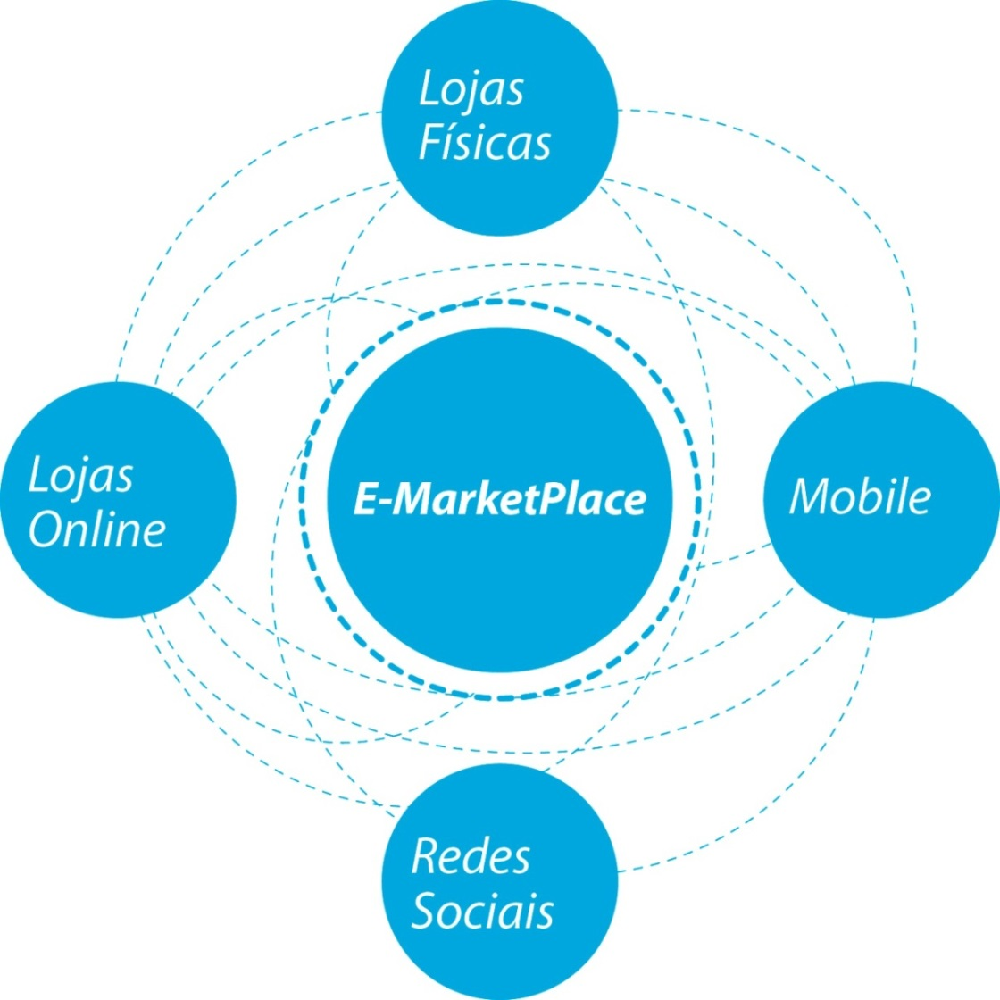 Lojas
Físicas
Lojas
Online
E-MarketPlace
Mobile
Redes
Sociais